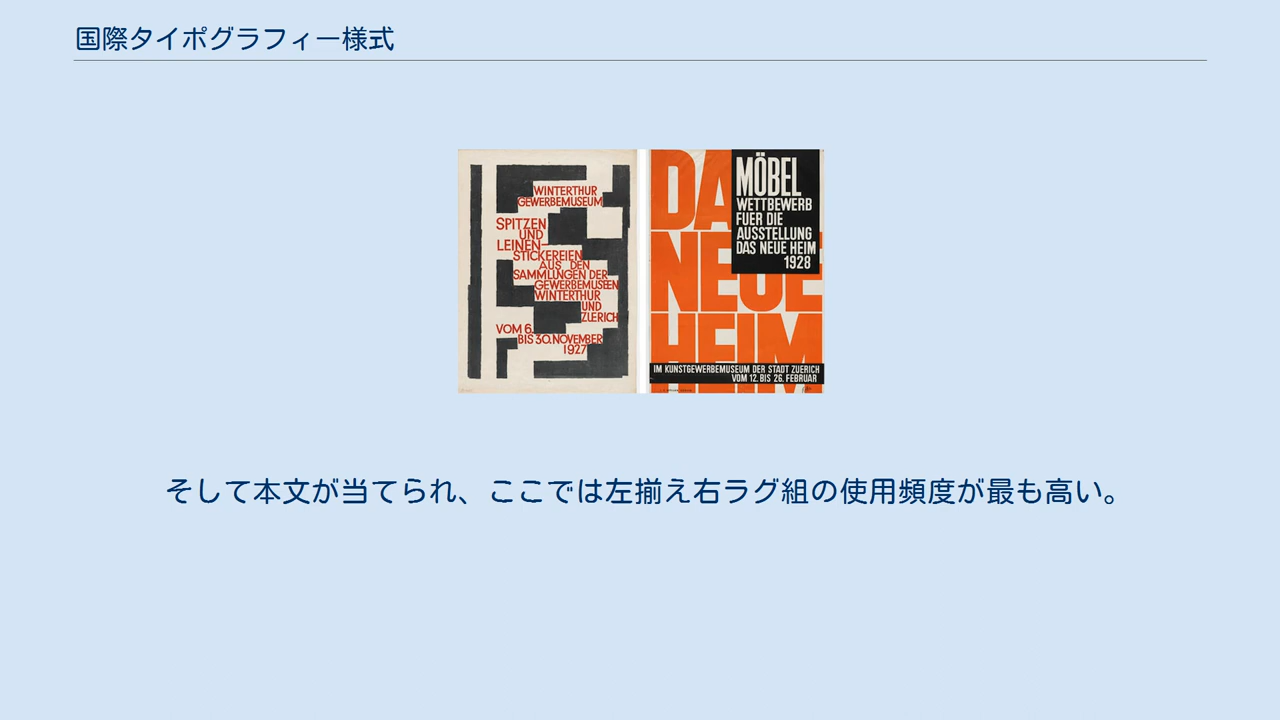 国際タイポグラフィー様式
WINTERTHUR
GEWERBEMUSEUM
SPITZEN
UND
LEINEN
STICKEREIEN
AUS DEN
SAMMLUNGEN DER
GEWERBEMUSEEN
WINTERTHUR
UND
ZUERICH
VOM 6.
BIS 30. NOVEMBER
1927
DA
NEUE
HEIM
HEIM
MÖBEL
WETTBEWERB
FUER DIE
AUSSTELLUNG
DAS NEUE HEIM
1928
IM KUNSTGEWERBEMUSEUM DER STADT ZUERICH
VOM 12. BIS 26. FEBRUAR
そして本文が当てられ、ここでは左揃え右ラグ組の使用頻度が最も高い。